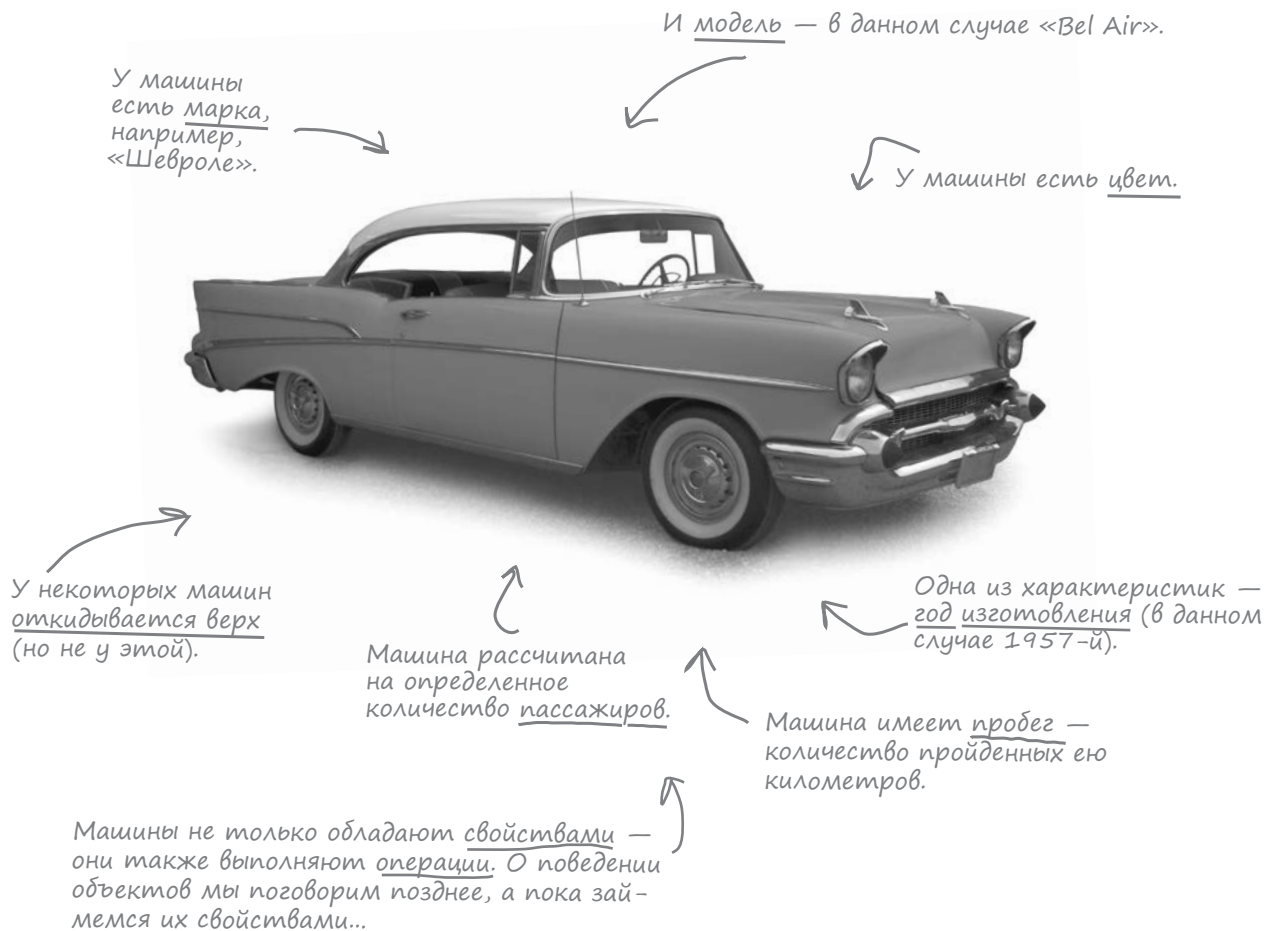 И модель — в данном случае «Bel Air».
У машины
есть марка,
например,
«Шевроле».
У машины есть цвет.
У некоторых машин
откидывается верх
(но не у этой).
Машина рассчитана
на определенное
количество пассажиров.
Одна из характеристик —
год изготовления (в данном
случае 1957-й).
Машина имеет пробег —
количество пройденных ею
километров.
Машины не только обладают свойствами —
они также выполняют операции. О поведении
объектов мы поговорим позднее, а пока зай-
мемся их свойствами...